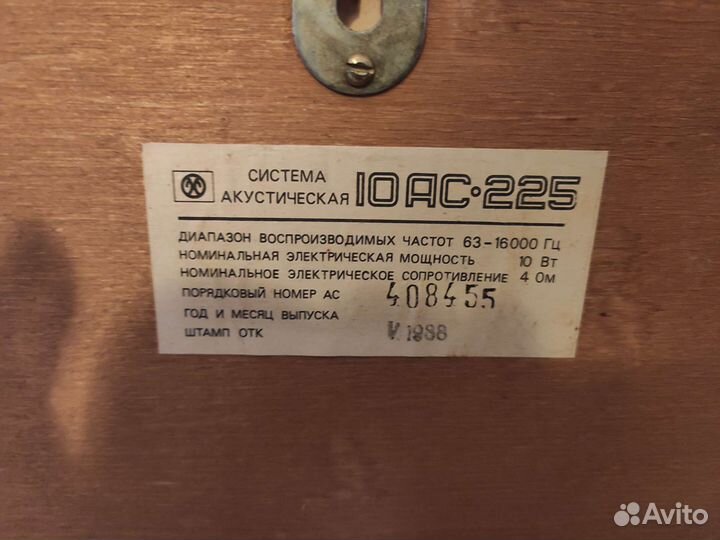 СИСТЕМА
АКУСТИЧЕСКАЯ 10АС·225
ДИАПАЗОН ВОСПРОИЗВОДИМЫХ ЧАСТОТ 63-16000 Гц
НОМИНАЛЬНАЯ ЭЛЕКТРИЧЕСКАЯ МОЩНОСТЬ 10 Вт
НОМИНАЛЬНОЕ ЭЛЕКТРИЧЕСКОЕ СОПРОТИВЛЕНИЕ 4 Ом
ПОРЯДКОВЫЙ НОМЕР АС 408455
ГОД И МЕСЯЦ ВЫПУСКА V 1988
ШТАМП ОТК
Avito